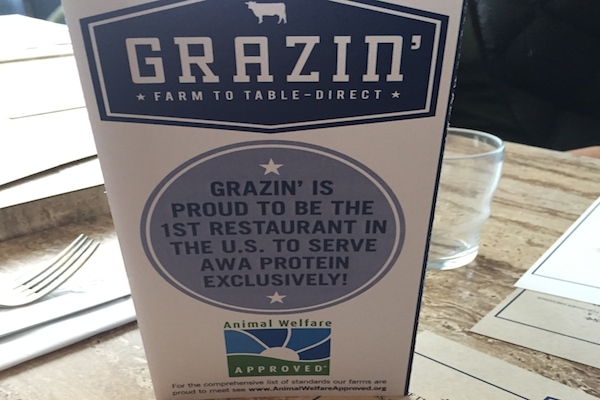 GRAZIN'
★ FARM TO TABLE-DIRECT ★
GRAZIN' IS
PROUD TO BE THE
1ST RESTAURANT IN
THE U.S. TO SERVE
AWA PROTEIN
EXCLUSIVELY!
Animal Welfare
APPROVED
For the comprehensive list of standards our farms are
proud to meet see www.AnimalWelfareApproved.org